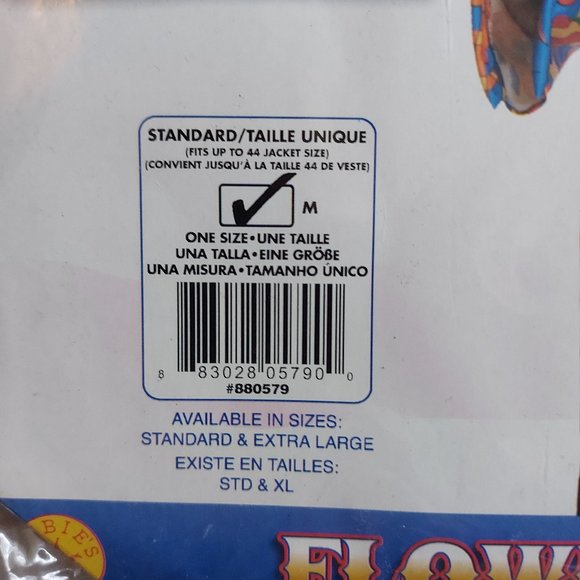 STANDARD/TAILLE UNIQUE
(FITS UP TO 44 JACKET SIZE)
(CONVIENT JUSQU'À LA TAILLE 44 DE VESTE)
M
ONE SIZE•UNE TAILLE
UNA TALLA•EINE GRÖßE
UNA MISURA•TAMANHO ÚNICO
8 83028 05790 0
#880579
AVAILABLE IN SIZES:
STANDARD & EXTRA LARGE
EXISTE EN TAILLES:
STD & XL
BIE'S